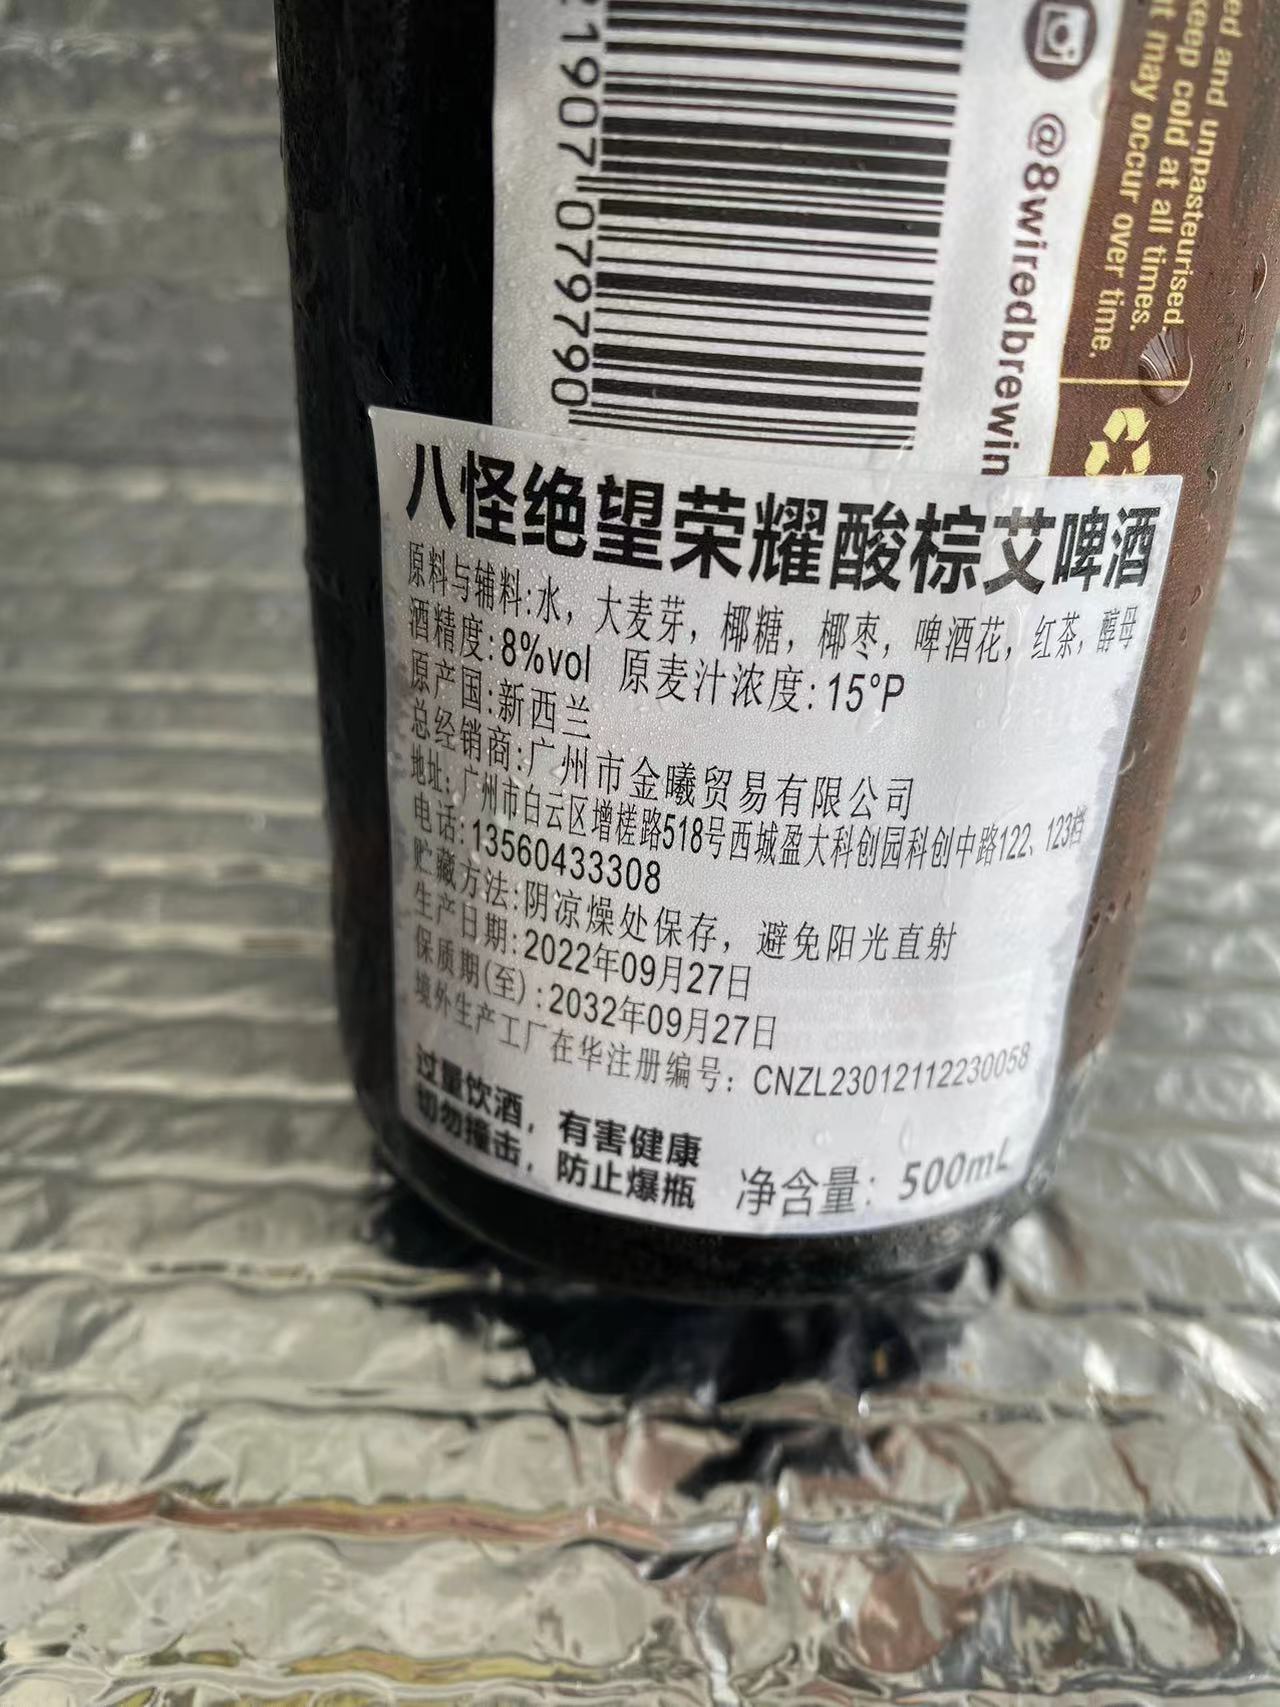 21907 079790
@8wiredbrewin
ed and unpasteurised.
keep cold at all times.
t may occur over time.
八怪绝望荣耀酸棕艾啤酒
原料与辅料:水，大麦芽，椰糖，椰枣，啤酒花，红茶，醇母
酒精度:8%vol 原麦汁浓度:15°P
原产国:新西兰
总经销商:广州市金曦贸易有限公司
地址:广州市白云区增槎路518号西城盈大科创园科创中路122、123档
电话:13560433308
贮藏方法:阴凉燥处保存，避免阳光直射
生产日期:2022年09月27日
保质期(至):2032年09月27日
境外生产工厂在华注册编号：CNZL23012112230058
过量饮酒，有害健康
切勿撞击，防止爆瓶
净含量：500mL